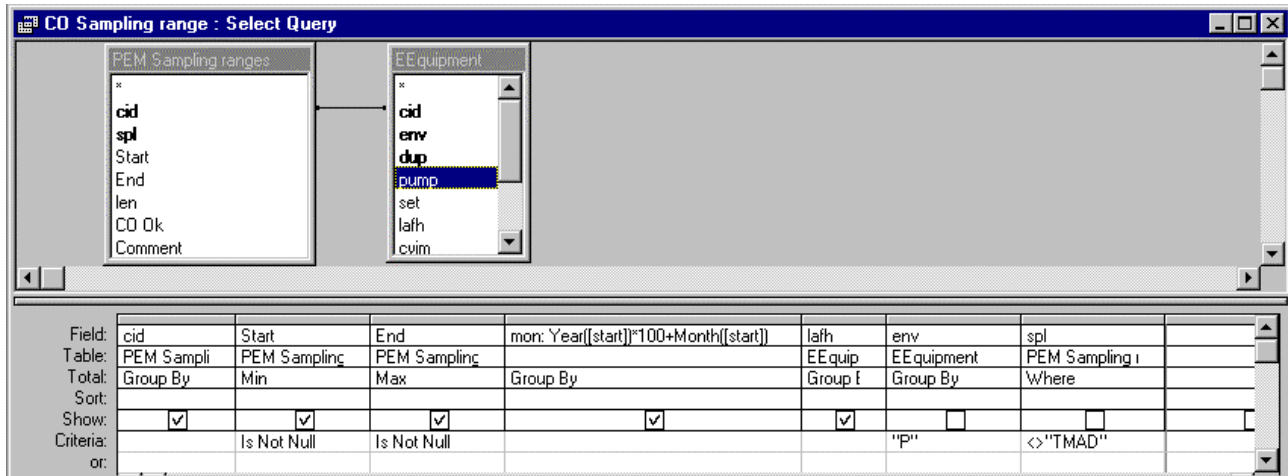 CO Sampling range : Select Query
PEM Sampling ranges
*
cid
spl
Start
End
len
CO Ok
Comment
EEquipment
*
cid
env
dup
pump
set
lafh
cvim
Field: cid Start End mon: Year([start])*100+Month([start]) lafh env spl
Table: PEM Sampli PEM Sampling PEM Sampling EEquip EEquipment PEM Sampling r
Total: Group By Min Max Group By Group E Group By Where
Sort:
Show:
Criteria: Is Not Null Is Not Null "P" <>"TMAD"
or: